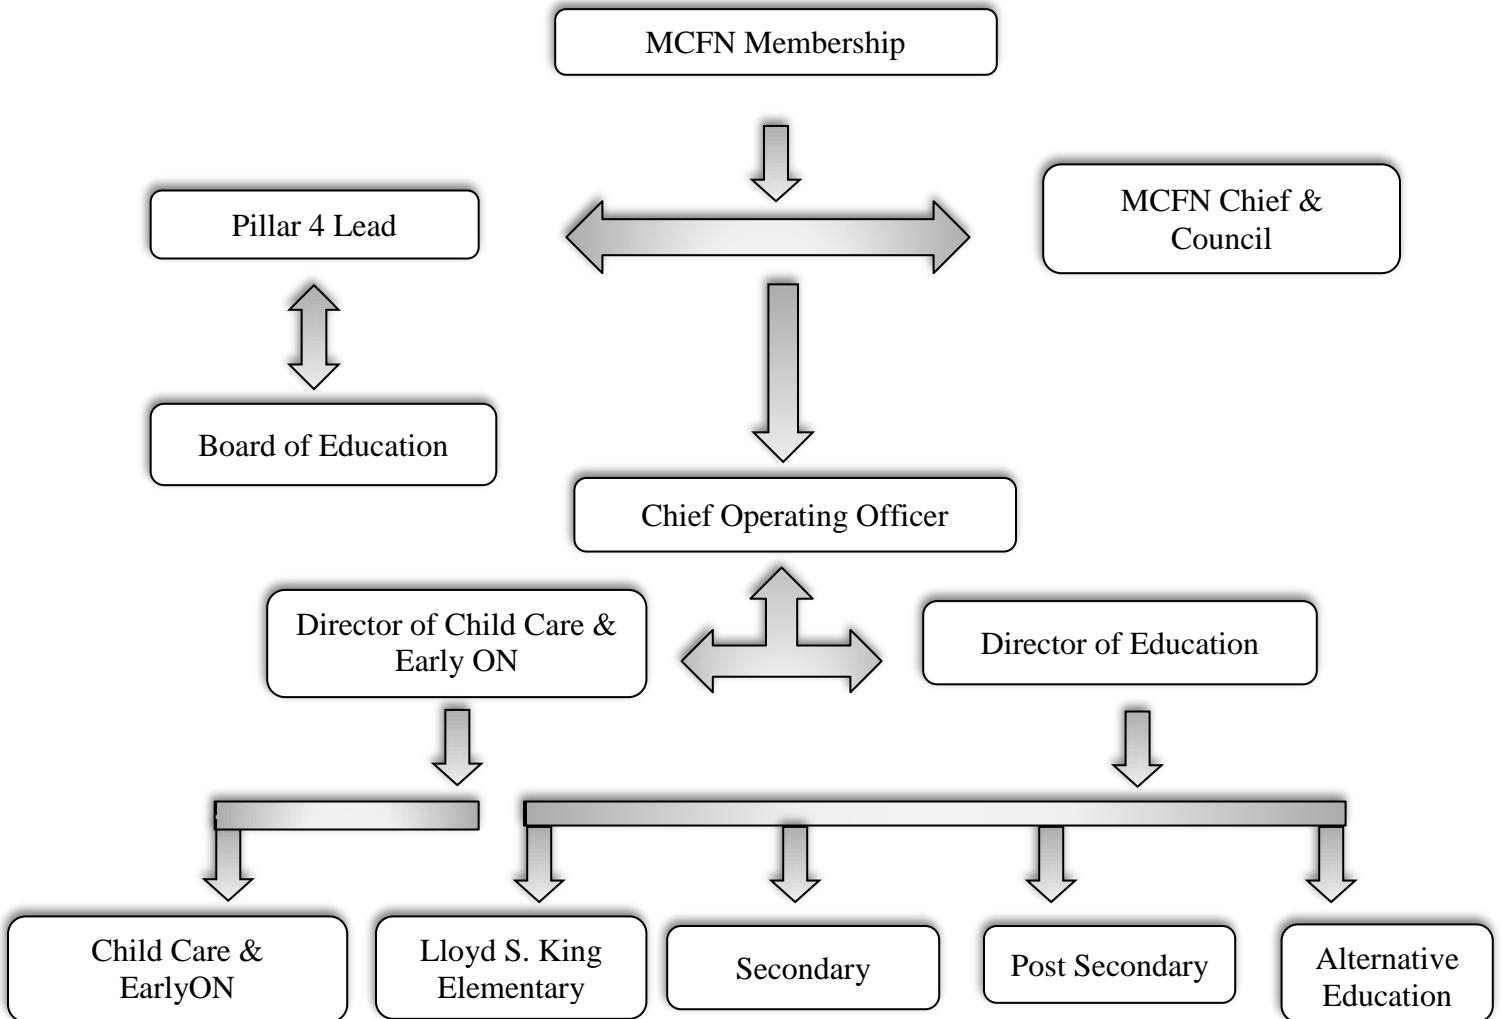 MCFN Membership
Pillar 4 Lead
MCFN Chief &
Council
Board of Education
Chief Operating Officer
Director of Child Care &
Early ON
Director of Education
Child Care &
EarlyON
Lloyd S. King
Elementary
Secondary
Post Secondary
Alternative
Education